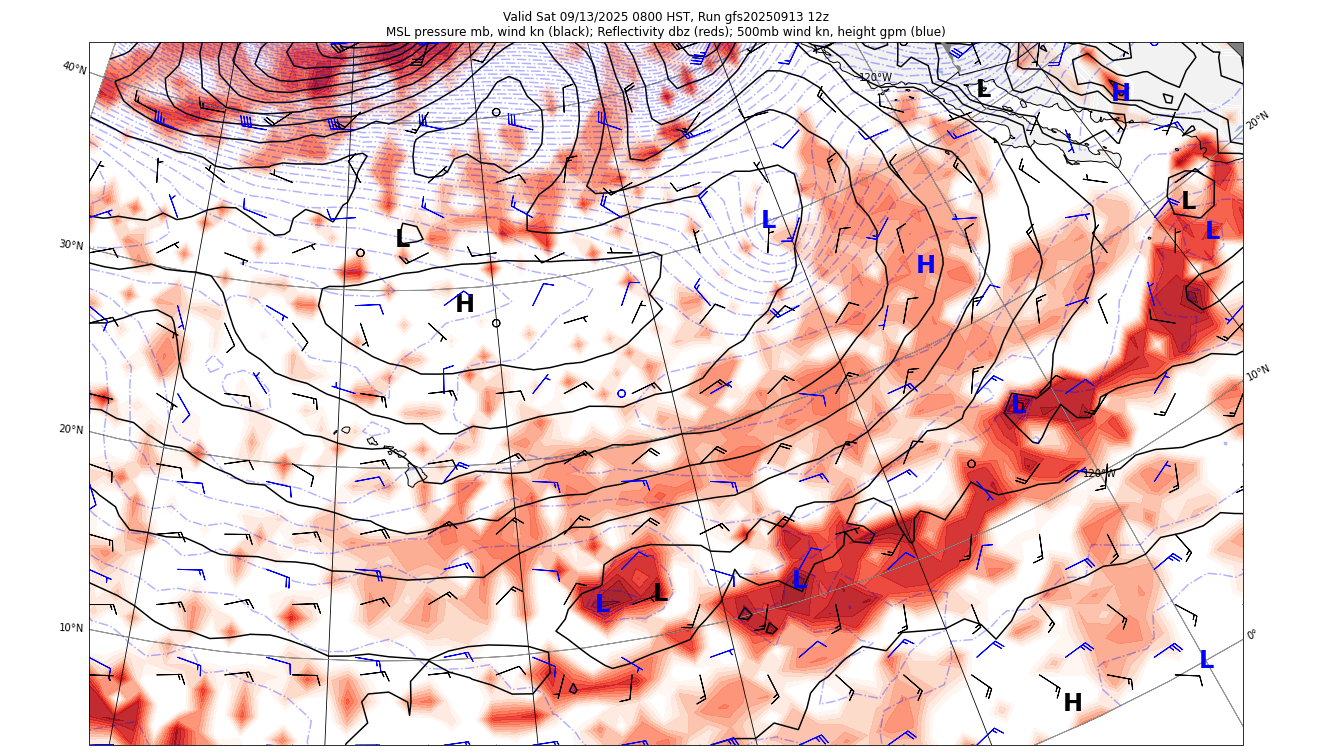 Valid Sat 09/13/2025 0800 HST, Run gfs20250913 12z
MSL pressure mb, wind kn (black); Reflectivity dbz (reds); 500mb wind kn, height gpm (blue)
40°N
120°W
L
H
20°N
L
L
L
30°N
L
H
H
10°N
L
20°N
120°W
L
L
L
10°N
0°
L
H